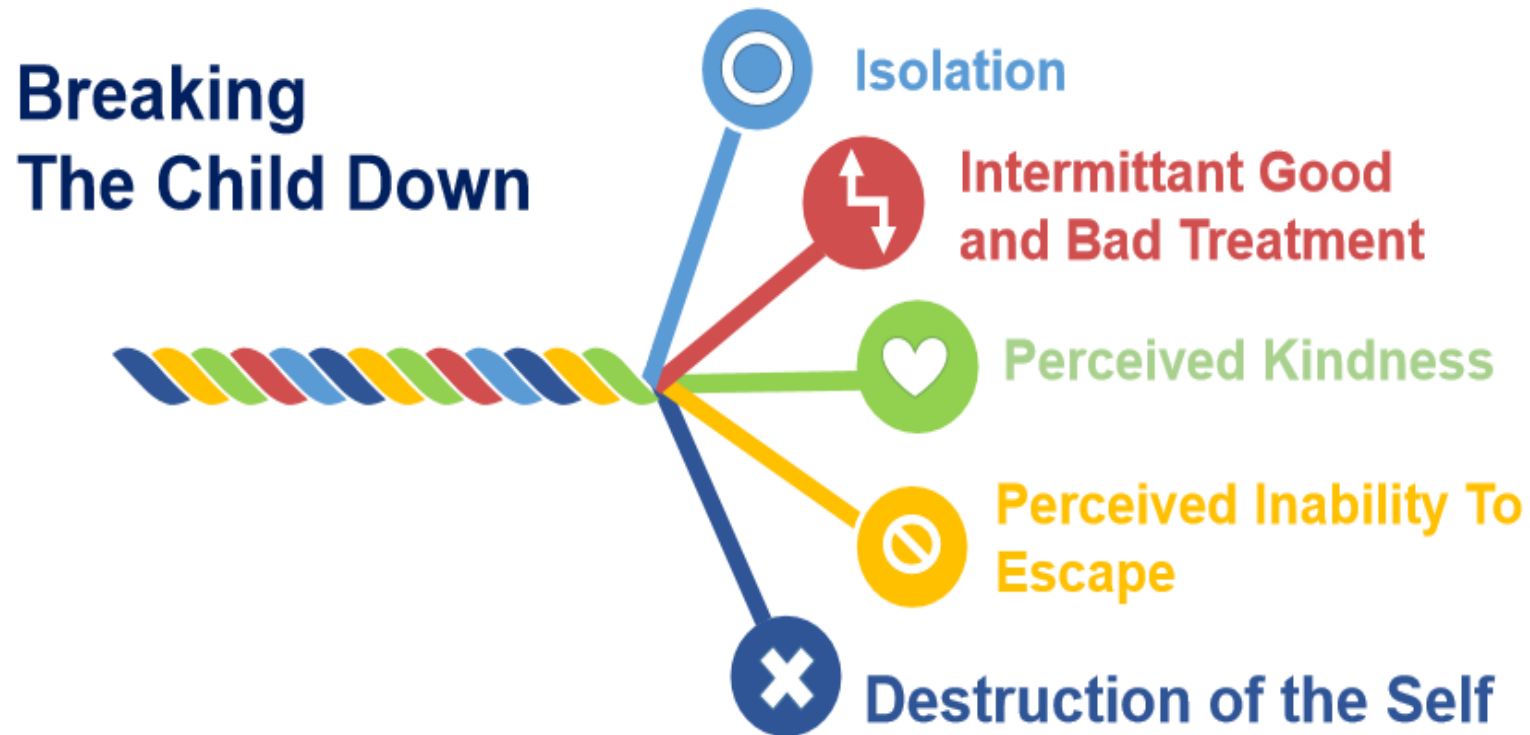 Breaking
The Child Down
Isolation
Intermittant Good
and Bad Treatment
Perceived Kindness
Perceived Inability To
Escape
Destruction of the Self